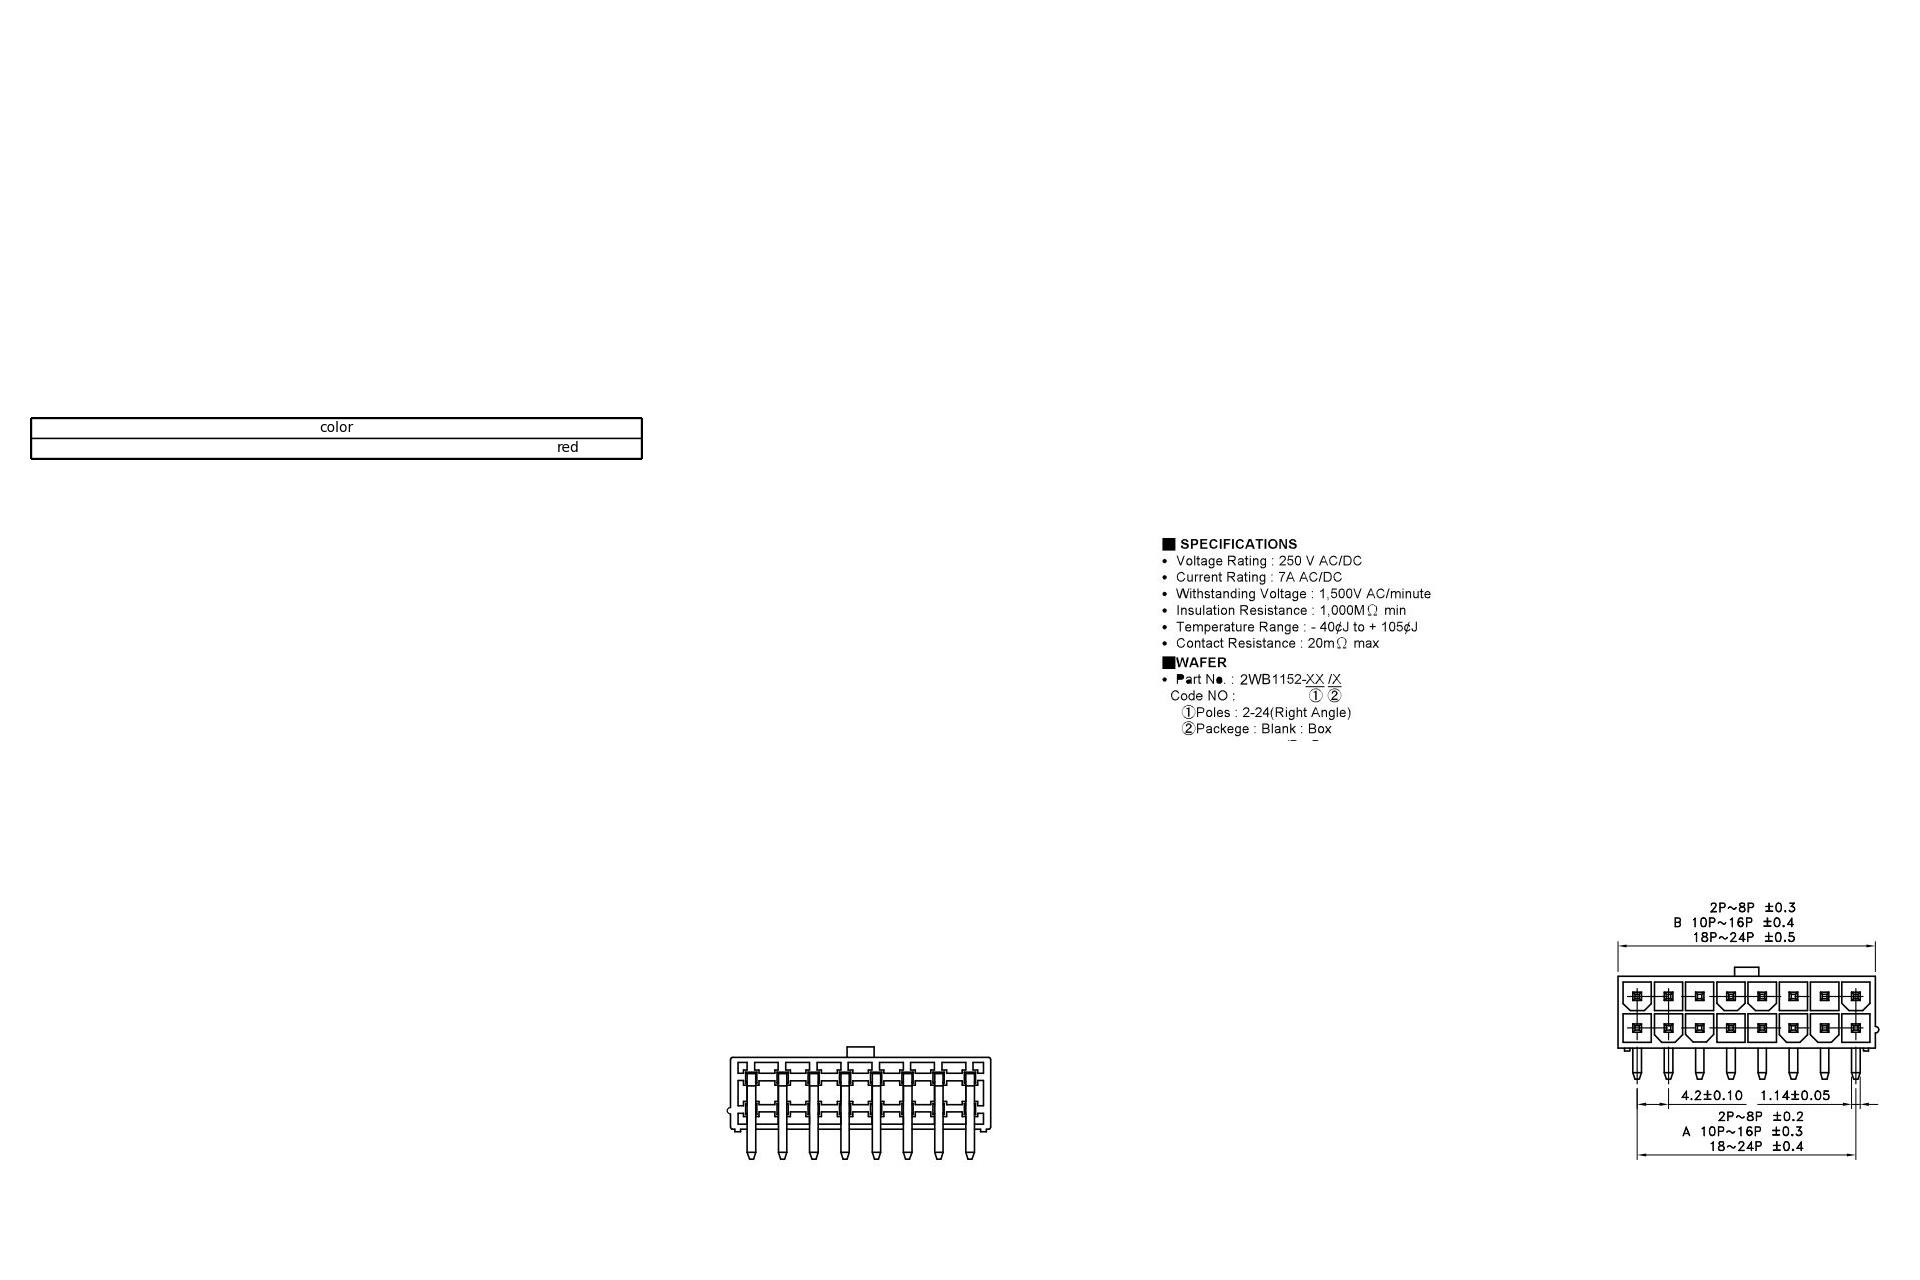 color
red
■ SPECIFICATIONS
• Voltage Rating : 250 V AC/DC
• Current Rating : 7A AC/DC
• Withstanding Voltage : 1,500V AC/minute
• Insulation Resistance : 1,000MΩ min
• Temperature Range : - 40¢J to + 105¢J
• Contact Resistance : 20mΩ max
■WAFER
• Part No. : 2WB1152-XX /X
Code NO : ① ②
①Poles : 2-24(Right Angle)
②Packege : Blank : Box
2P~8P ±0.3
B 10P~16P ±0.4
18P~24P ±0.5
4.2±0.10 1.14±0.05
2P~8P ±0.2
A 10P~16P ±0.3
18~24P ±0.4